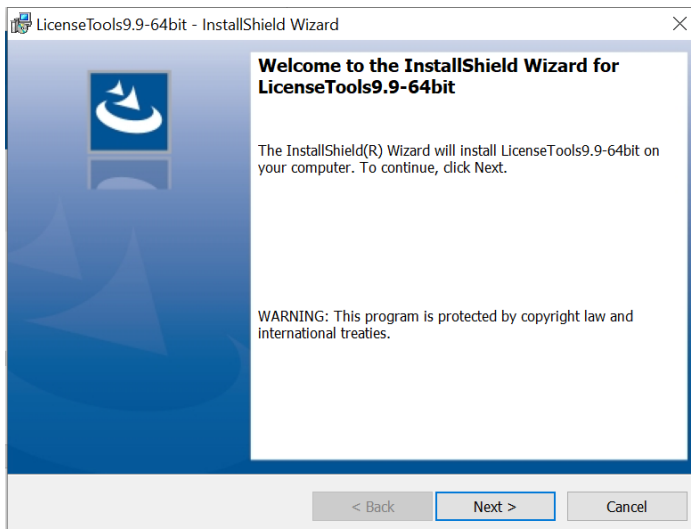 LicenseTools9.9-64bit - InstallShield Wizard
Welcome to the InstallShield Wizard for
LicenseTools9.9-64bit
The InstallShield(R) Wizard will install LicenseTools9.9-64bit on
your computer. To continue, click Next.
WARNING: This program is protected by copyright law and
international treaties.
< Back Next > Cancel